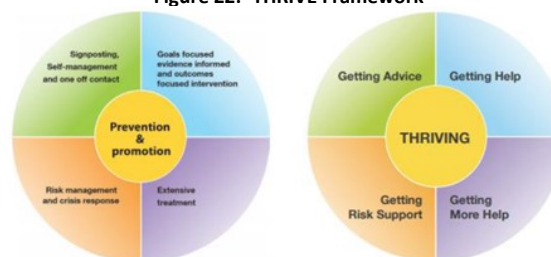 Figure 22: THRIVE Framework
Signposting,
Self-management
and one off contact
Goals focused
evidence informed
and outcomes
focused intervention
Prevention
&
promotion
Risk management
and crisis response
Extensive
treatment
Getting Advice
Getting Help
THRIVING
Getting
Risk Support
Getting
More Help